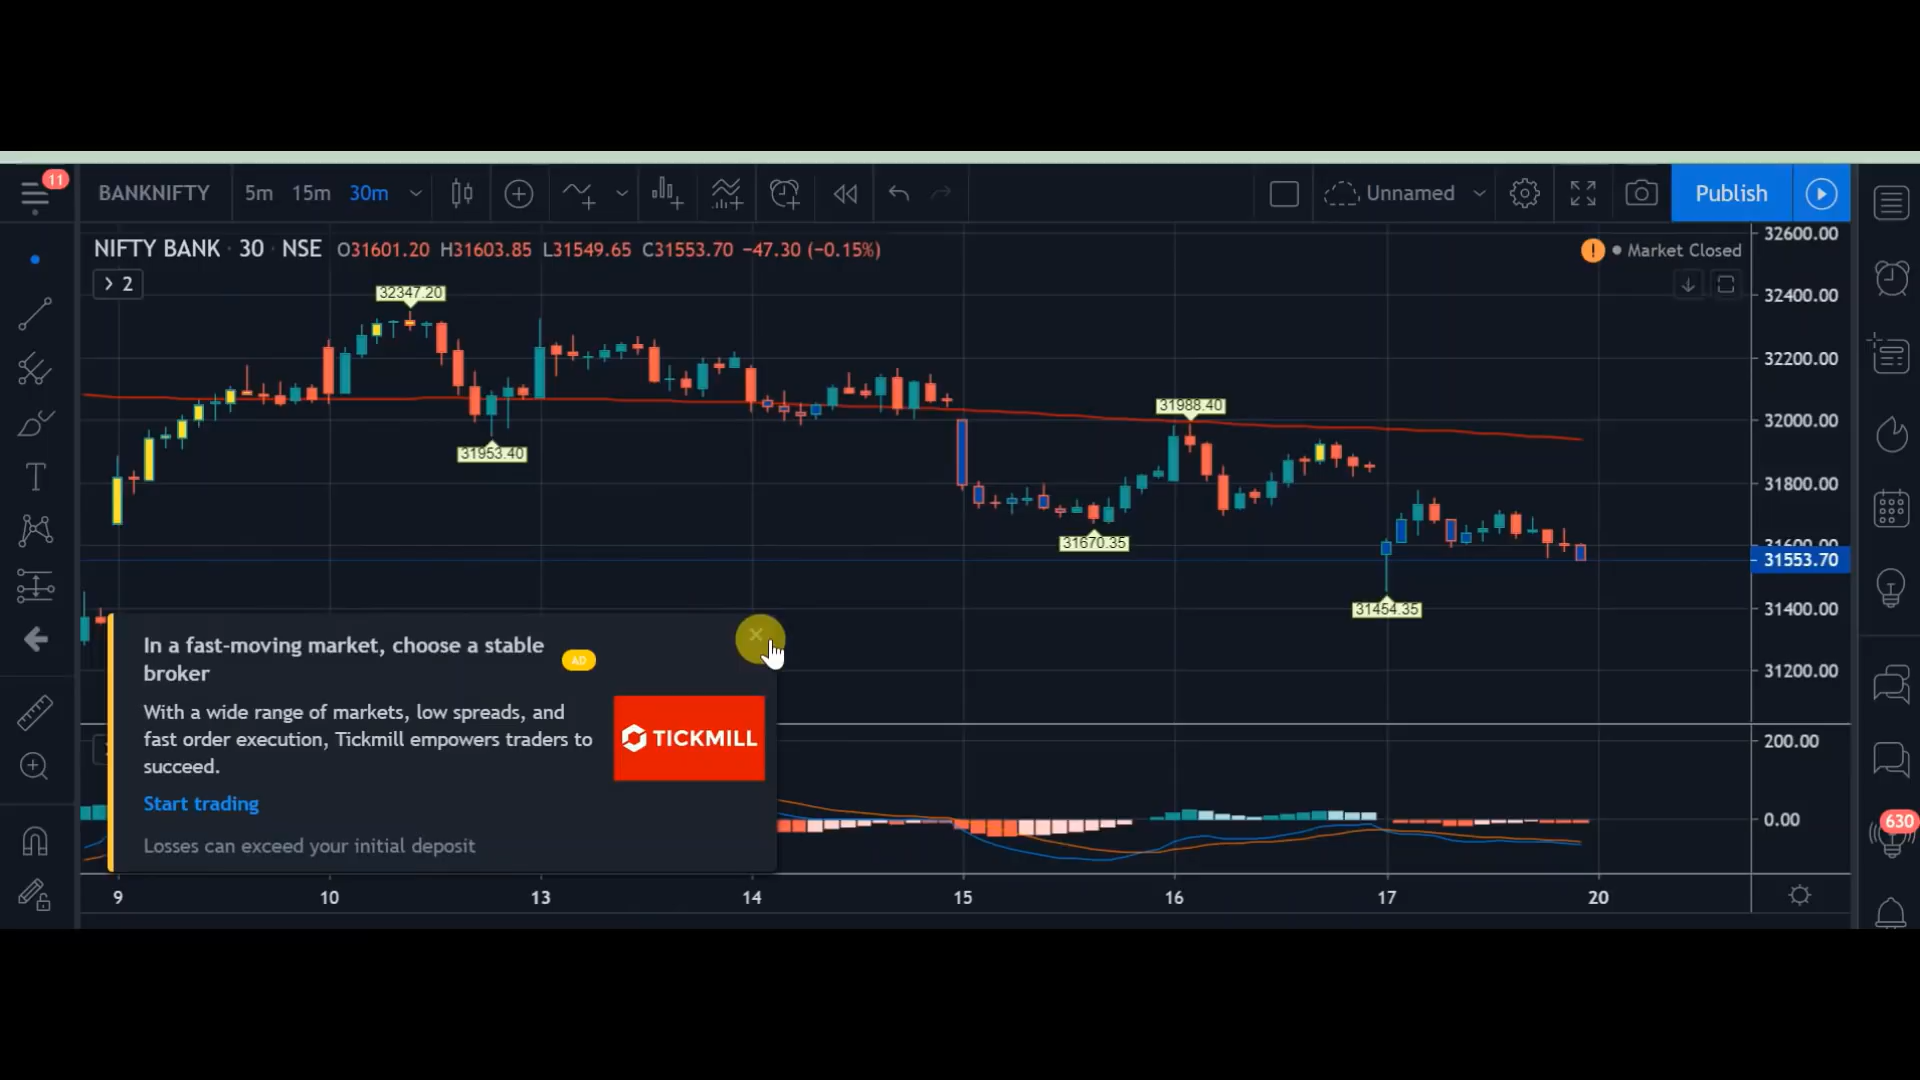 11
BANKNIFTY
5m 15m 30m
Unnamed
Publish
NIFTY BANK · 30 · NSE O31601.20 H31603.85 L31549.65 C31553.70 −47.30 (−0.15%)
Market Closed
2
32600.00
32400.00
32200.00
32000.00
31800.00
31600.00
31553.70
31400.00
31200.00
200.00
0.00
32347.20
31953.40
31988.40
31670.35
31454.35
In a fast-moving market, choose a stable
broker
AD
With a wide range of markets, low spreads, and
fast order execution, Tickmill empowers traders to
succeed.
TICKMILL
Start trading
Losses can exceed your initial deposit
630
9 10 13 14 15 16 17 20